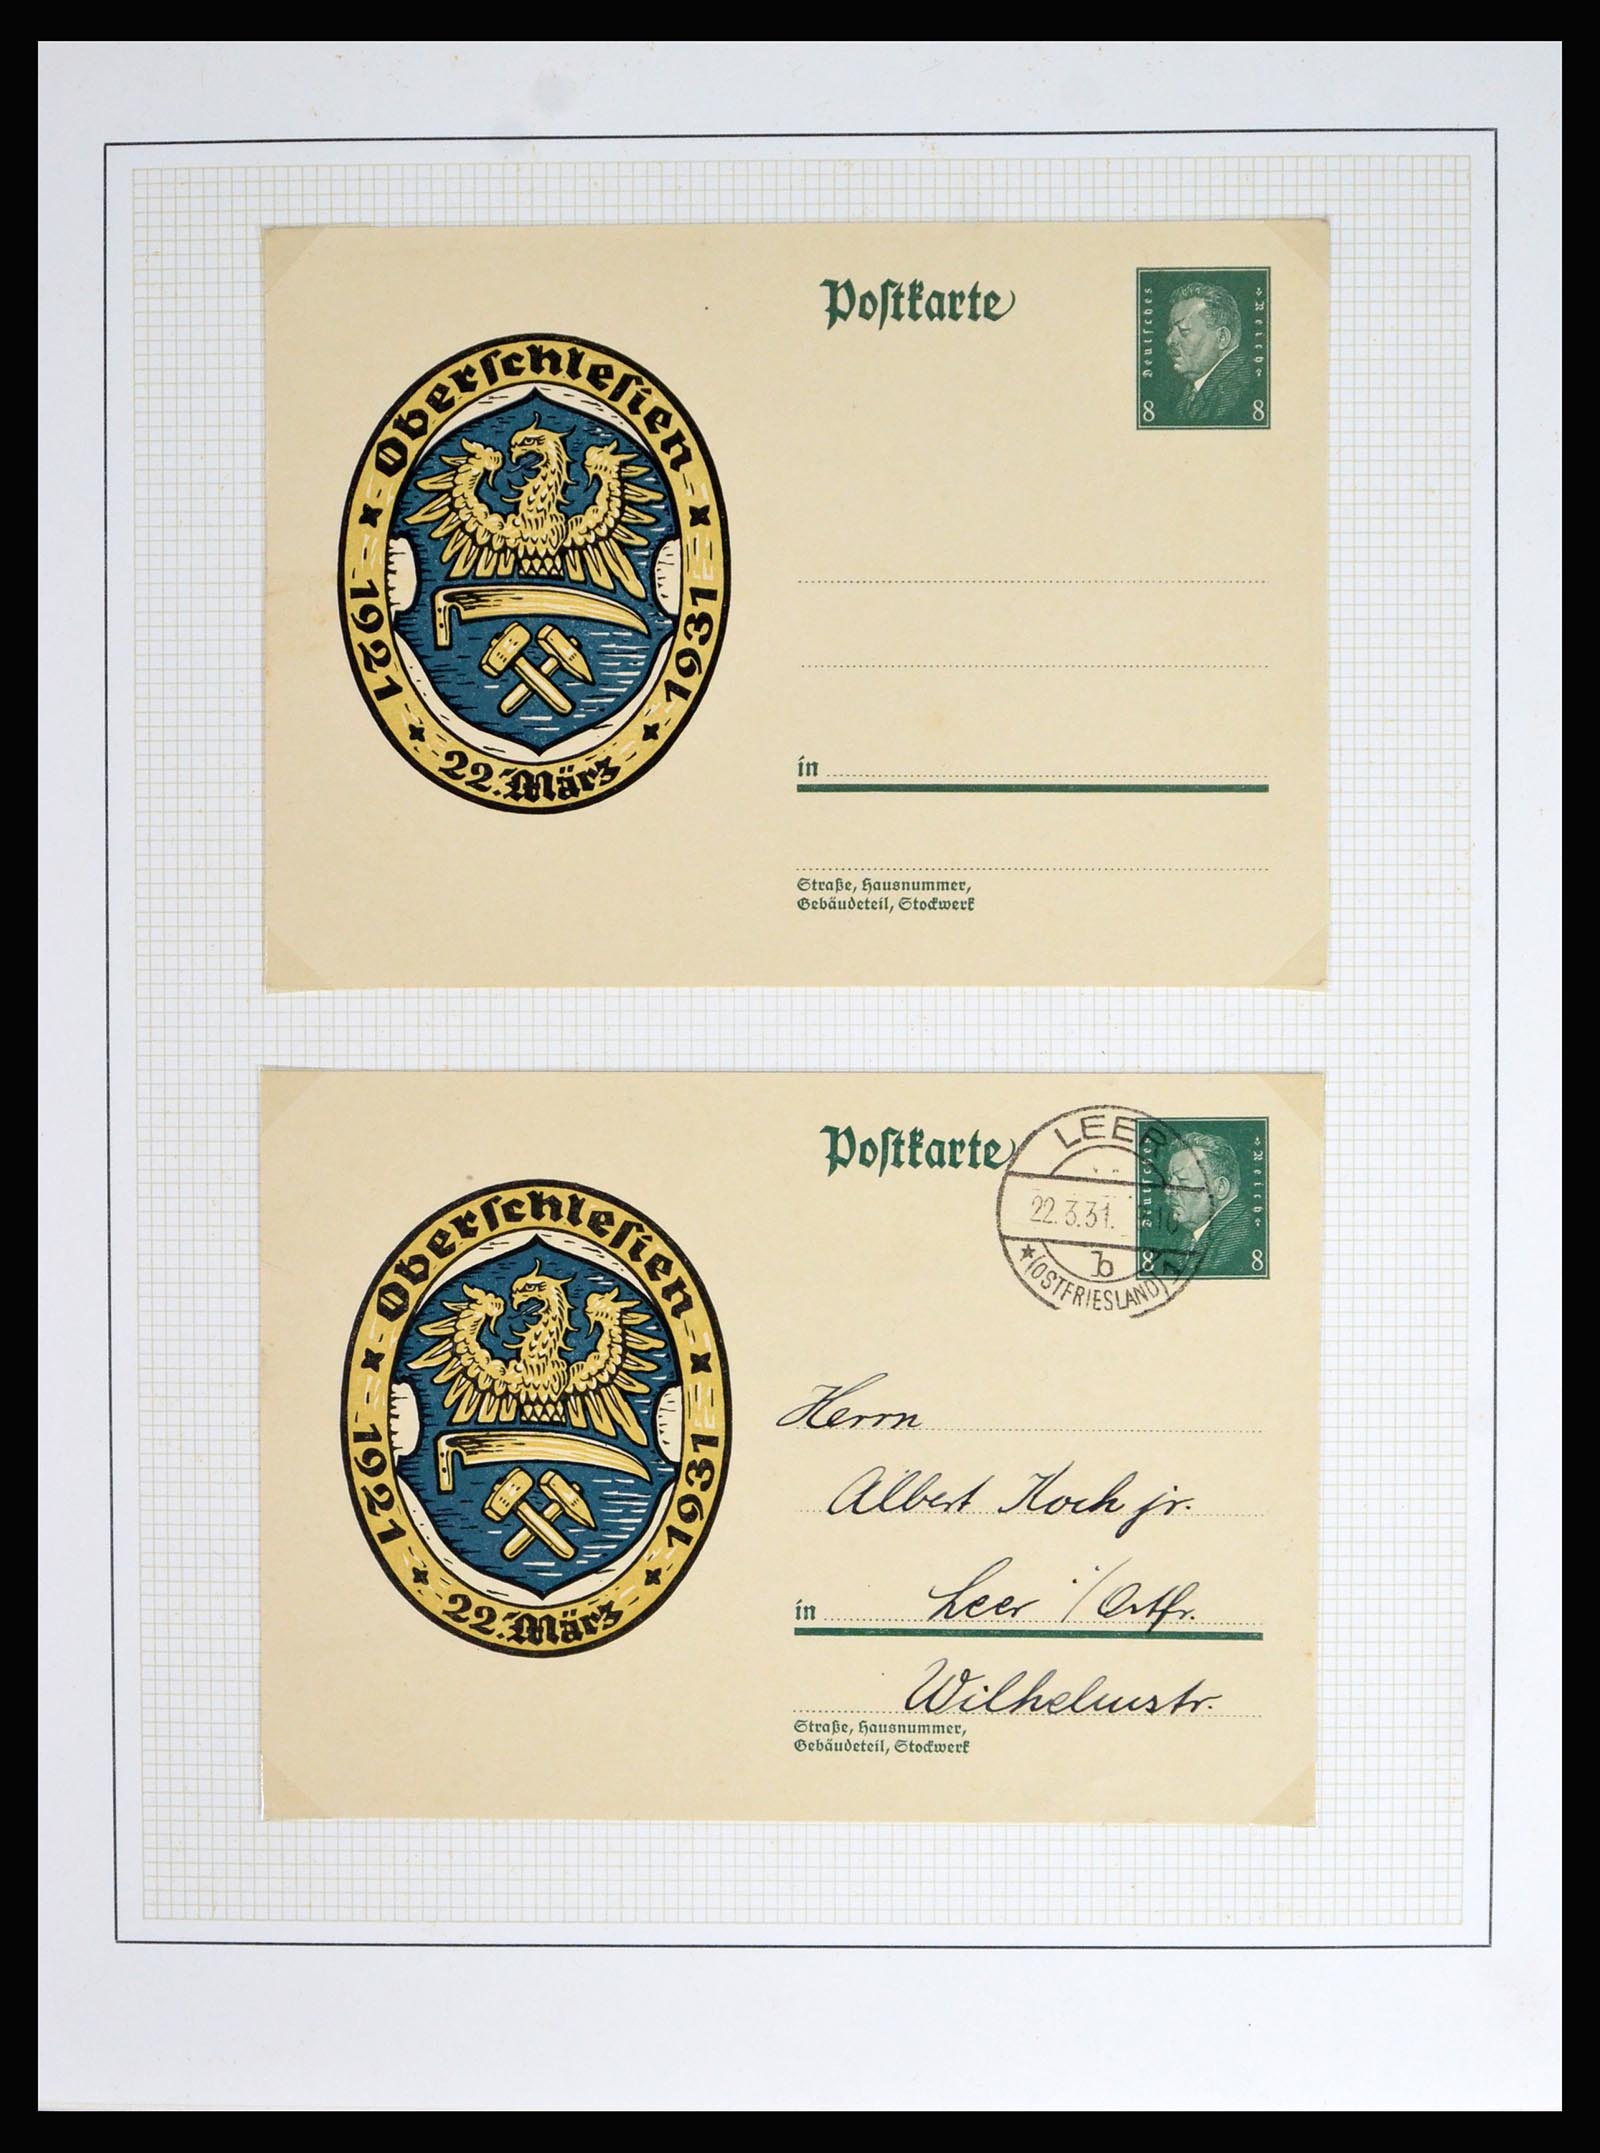 Postkarte
Deutsches
Reich
8 8
Oberschlesien
1921
1931
22. März
in
Straße, Hausnummer,
Gebäudeteil, Stockwerk
Postkarte
LEER
22.3.31.
b
1
(OSTFRIESLAND)
Reich
8 8
Oberschlesien
1921
1931
22. März
Herrn
Albert Koch jr.
in Leer i/Ostfr.
Wilhelmstr.
Straße, Hausnummer,
Gebäudeteil, Stockwerk